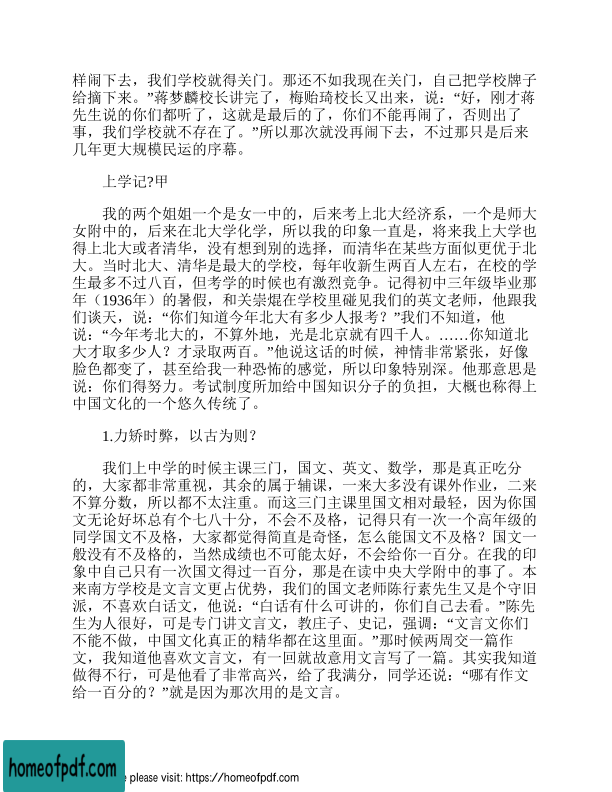 样闹下去，我们学校就得关门。那还不如我现在关门，自己把学校牌子
给摘下来。”蒋梦麟校长讲完了，梅贻琦校长又出来，说：“好，刚才蒋
先生说的你们都听了，这就是最后的了，你们不能再闹了，否则出了
事，我们学校就不存在了。”所以那次就没再闹下去，不过那只是后来
几年更大规模民运的序幕。
上学记?甲
我的两个姐姐一个是女一中的，后来考上北大经济系，一个是师大
女附中的，后来在北大学化学，所以我的印象一直是，将来我上大学也
得上北大或者清华，没有想到别的选择，而清华在某些方面似更优于北
大。当时北大、清华是最大的学校，每年收新生两百人左右，在校的学
生最多不过八百，但考学的时候也有激烈竞争。记得初中三年级毕业那
年（1936年）的暑假，和关崇焜在学校里碰见我们的英文老师，他跟我
们谈天，说：“你们知道今年北大有多少人报考？”我们不知道，他
说：“今年考北大的，不算外地，光是北京就有四千人。……你知道北
大才取多少人？才录取两百。”他说这话的时候，神情非常紧张，好像
脸色都变了，甚至给我一种恐怖的感觉，所以印象特别深。他那意思是
说：你们得努力。考试制度所加给中国知识分子的负担，大概也称得上
中国文化的一个悠久传统了。
1.力矫时弊，以古为则？
我们上中学的时候主课三门，国文、英文、数学，那是真正吃分
的，大家都非常重视，其余的属于辅课，一来大多没有课外作业，二来
不算分数，所以都不太注重。而这三门主课里国文相对最轻，因为你国
文无论好坏总有个七八十分，不会不及格，记得只有一次一个高年级的
同学国文不及格，大家都觉得简直是奇怪，怎么能国文不及格？国文一
般没有不及格的，当然成绩也不可能太好，不会给你一百分。在我的印
象中自己只有一次国文得过一百分，那是在读中央大学附中的事了。本
来南方学校是文言文更占优势，我们的国文老师陈行素先生又是个守旧
派，不喜欢白话文，他说：“白话有什么可讲的，你们自己去看。”陈先
生为人很好，可是专门讲文言文，教庄子、史记，强调：“文言文你们
不能不做，中国文化真正的精华都在这里面。”那时候两周交一篇作
文，我知道他喜欢文言文，有一回就故意用文言写了一篇。其实我知道
做得不行，可是他看了非常高兴，给了我满分，同学还说：“哪有作文
给一百分的？”就是因为那次用的是文言。
homeofpdf.com
e please visit: https://homeofpdf.com